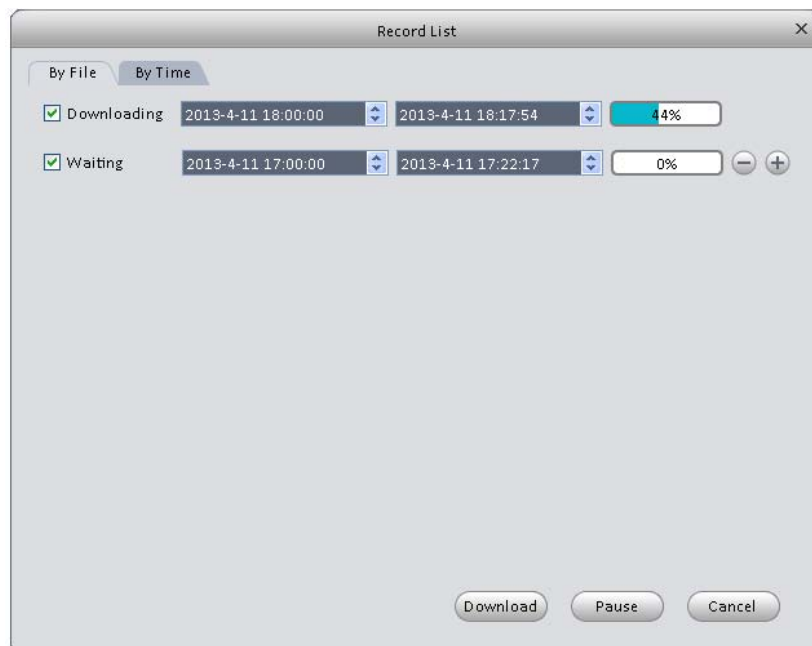 Record List
By File By Time
Downloading 2013-4-11 18:00:00 2013-4-11 18:17:54 44%
Waiting 2013-4-11 17:00:00 2013-4-11 17:22:17 0%
Download Pause Cancel